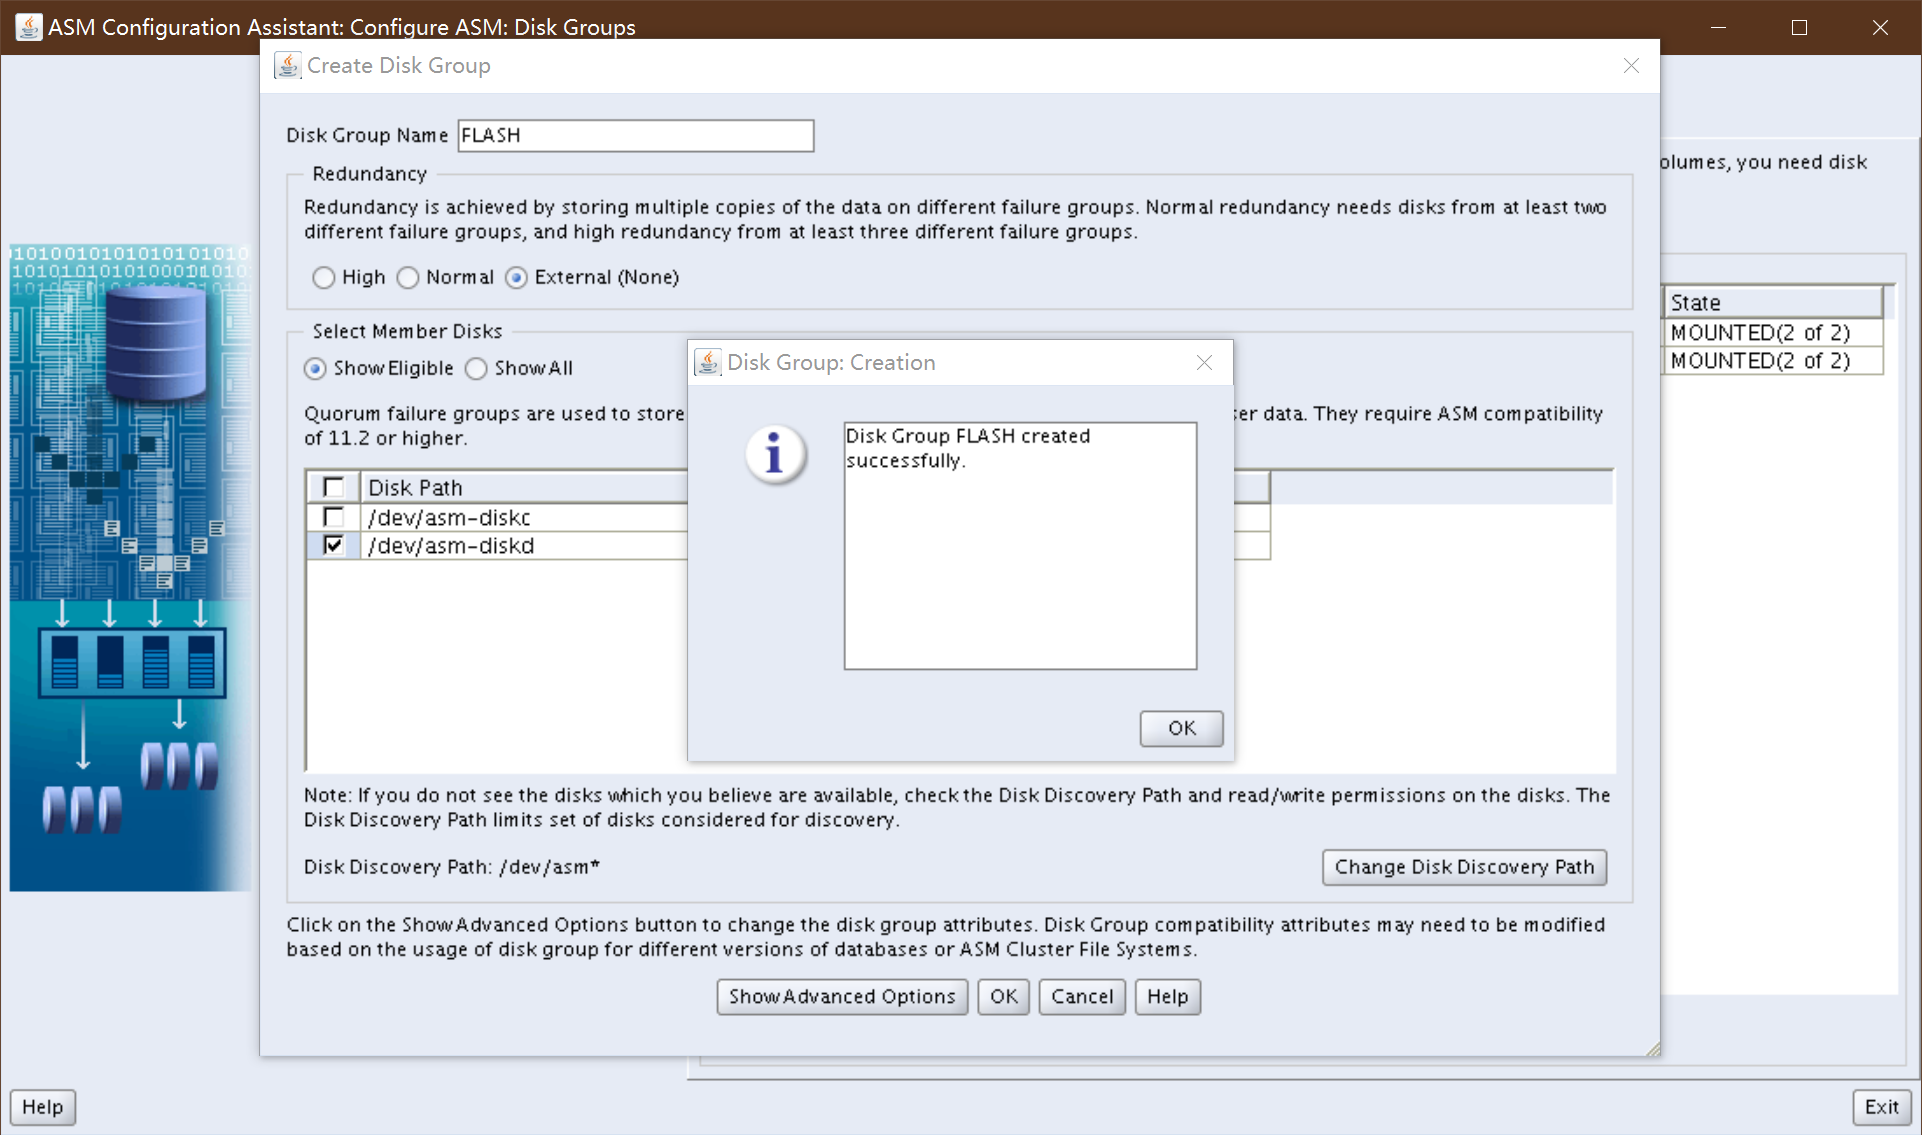 ASM Configuration Assistant: Configure ASM: Disk Groups
Create Disk Group
Disk Group Name FLASH
olumes, you need disk
Redundancy
Redundancy is achieved by storing multiple copies of the data on different failure groups. Normal redundancy needs disks from at least two
different failure groups, and high redundancy from at least three different failure groups.
High Normal External (None)
State
MOUNTED(2 of 2)
MOUNTED(2 of 2)
Select Member Disks
Show Eligible Show All
Quorum failure groups are used to store
er data. They require ASM compatibility
of 11.2 or higher.
Disk Path
/dev/asm-diskc
/dev/asm-diskd
Disk Group: Creation
Disk Group FLASH created
successfully.
OK
Note: If you do not see the disks which you believe are available, check the Disk Discovery Path and read/write permissions on the disks. The
Disk Discovery Path limits set of disks considered for discovery.
Disk Discovery Path: /dev/asm*
Change Disk Discovery Path
Click on the Show Advanced Options button to change the disk group attributes. Disk Group compatibility attributes may need to be modified
based on the usage of disk group for different versions of databases or ASM Cluster File Systems.
Show Advanced Options OK Cancel Help
Help
Exit